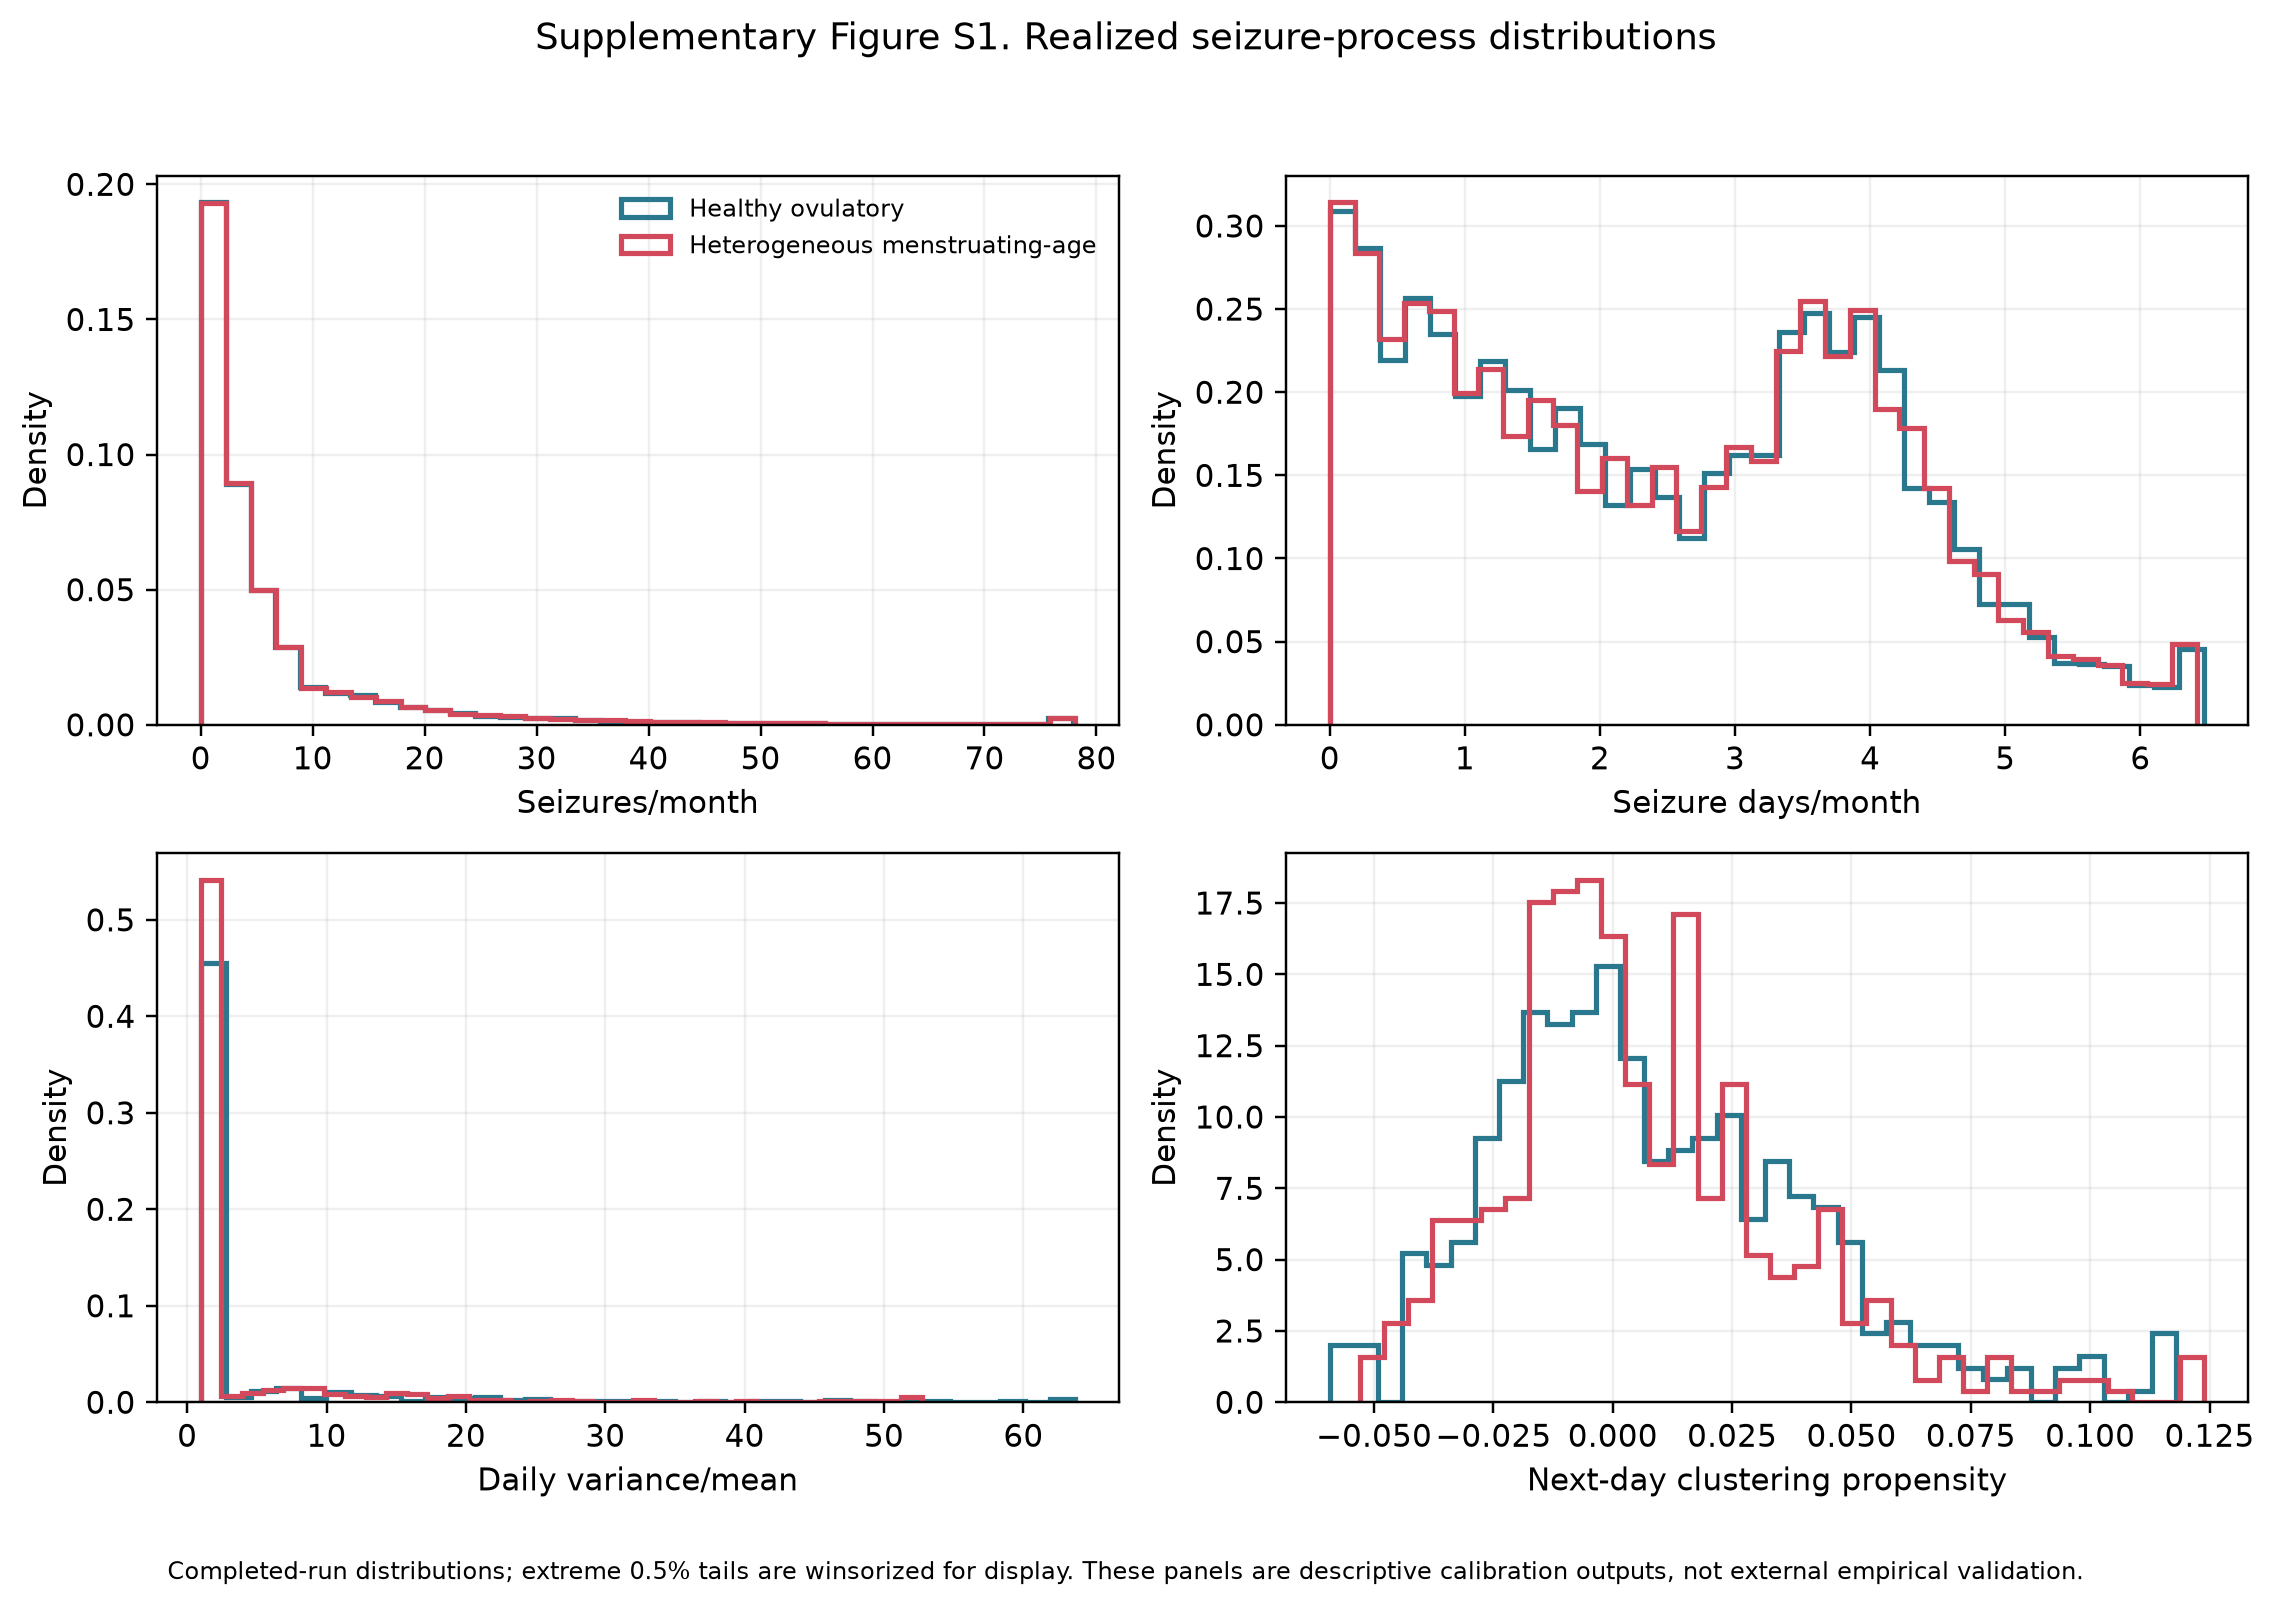 Supplementary Figure S1. Realized seizure-process distributions
0.20
0.15
0.10
0.05
0.00
Density
Healthy ovulatory
Heterogeneous menstruating-age
0 10 20 30 40 50 60 70 80
Seizures/month
0.30
0.25
0.20
0.15
0.10
0.05
0.00
Density
0 1 2 3 4 5 6
Seizure days/month
0.5
0.4
0.3
0.2
0.1
0.0
Density
0 10 20 30 40 50 60
Daily variance/mean
17.5
15.0
12.5
10.0
7.5
5.0
2.5
0.0
Density
−0.050 −0.025 0.000 0.025 0.050 0.075 0.100 0.125
Next-day clustering propensity
Completed-run distributions; extreme 0.5% tails are winsorized for display. These panels are descriptive calibration outputs, not external empirical validation.